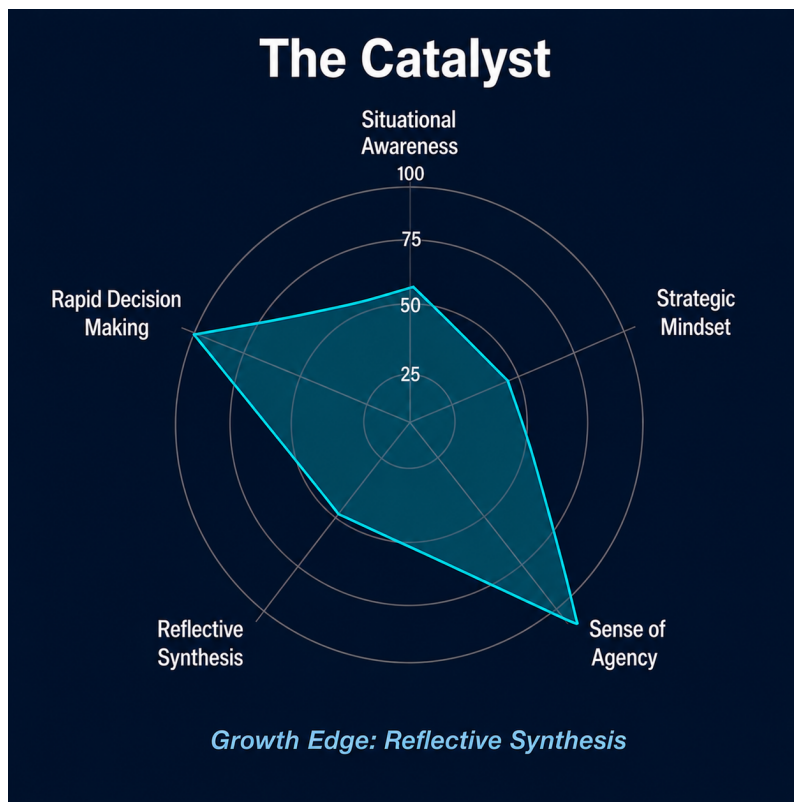 The Catalyst
Situational
Awareness
100
75
50
25
Rapid Decision
Making
Strategic
Mindset
Reflective
Synthesis
Sense of
Agency
Growth Edge: Reflective Synthesis